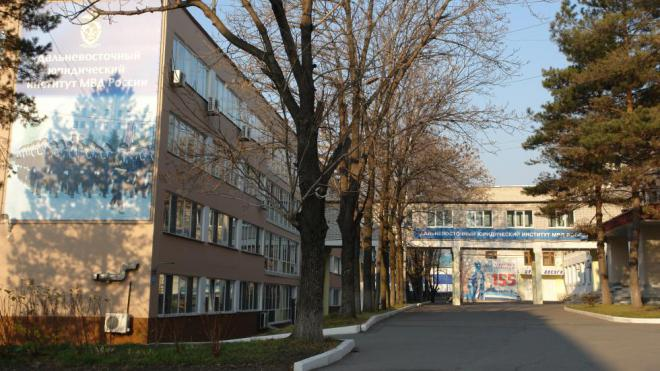 Дальневосточный
юридический
институт МВД России
ДАЛЬНЕВОСТОЧНЫЙ ЮРИДИЧЕСКИЙ ИНСТИТУТ МВД РОССИИ
155